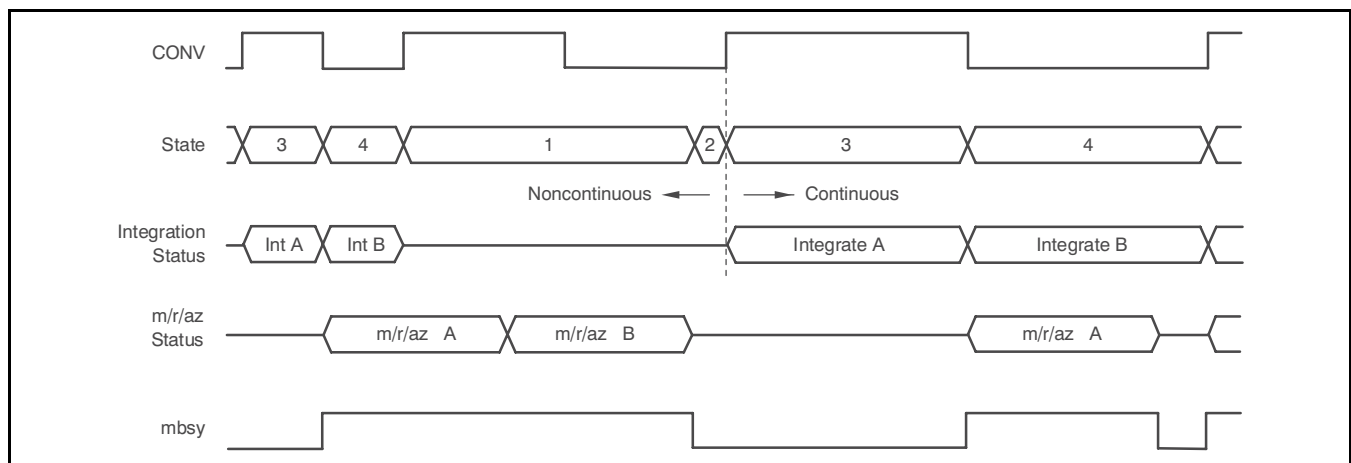 CONV
State
3
4
1
2
3
4
Noncontinuous
Continuous
Integration
Status
Int A
Int B
Integrate A
Integrate B
m/r/az
Status
m/r/az A
m/r/az B
m/r/az A
mbsy